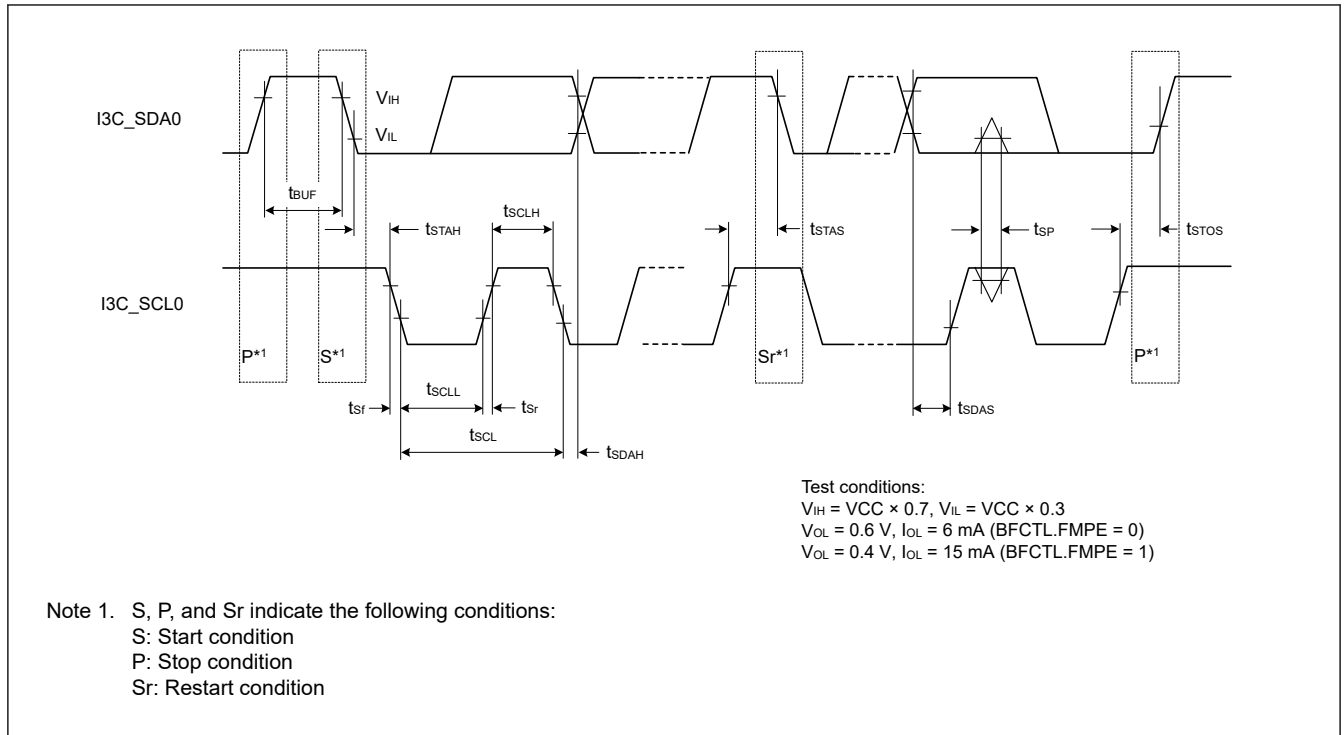 I3C_SDA0
VIH
VIL
tBUF
tSTAH
tSCLH
tSTAS
tSP
tSTOS
I3C_SCL0
P*1
S*1
Sr*1
P*1
tSf
tSCLL
tSr
tSDAS
tSCL
tSDAH
Test conditions:
VIH = VCC × 0.7, VIL = VCC × 0.3
VOL = 0.6 V, IOL = 6 mA (BFCTL.FMPE = 0)
VOL = 0.4 V, IOL = 15 mA (BFCTL.FMPE = 1)
Note 1. S, P, and Sr indicate the following conditions:
S: Start condition
P: Stop condition
Sr: Restart condition